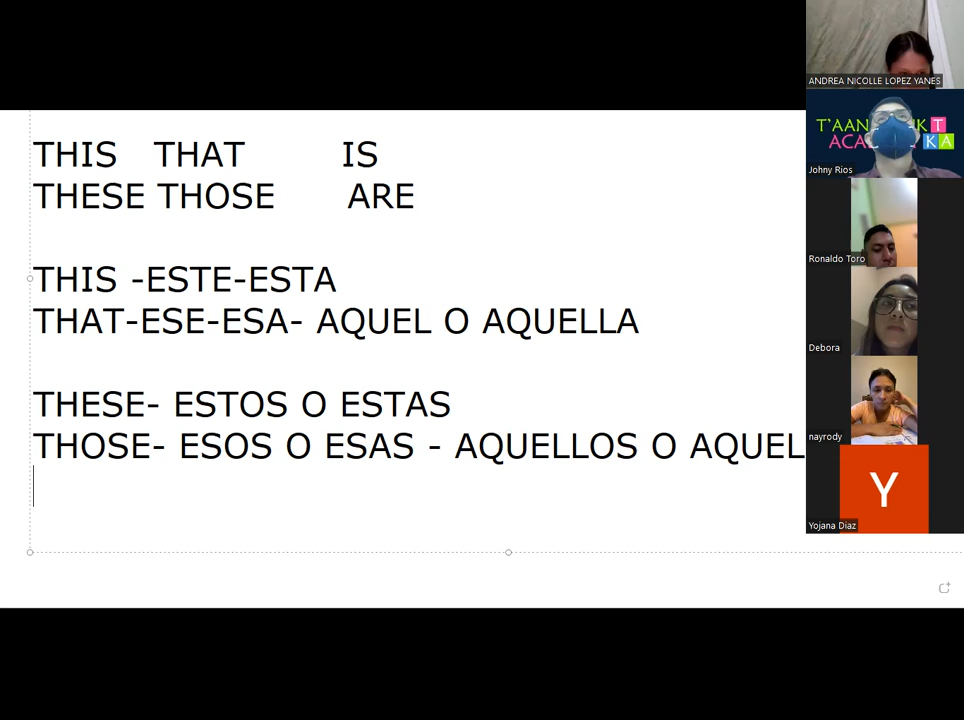 THIS THAT IS
THESE THOSE ARE
THIS -ESTE-ESTA
THAT-ESE-ESA- AQUEL O AQUELLA
THESE- ESTOS O ESTAS
THOSE- ESOS O ESAS - AQUELLOS O AQUEL
ANDREA NICOLLE LOPEZ YANES
Johny Rios
Ronaldo Toro
Debora
nayrody
Y
Yojana Diaz